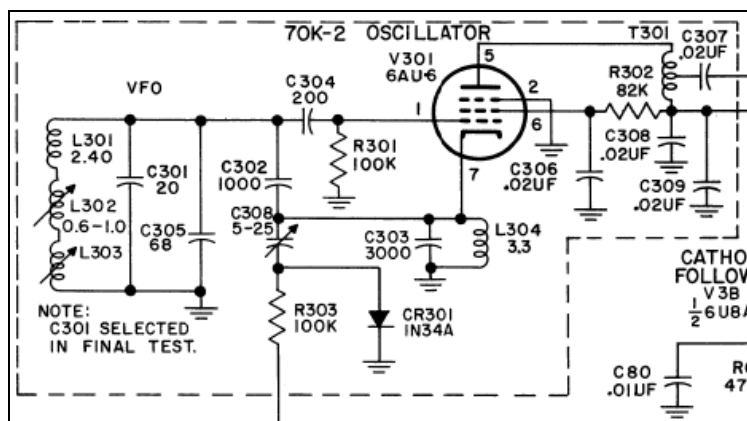 70K-2 OSCILLATOR
T301
C307
.02UF
V301
6AU6
5
VFO
C304
200
R302
82K
2
1
6
L301
2.40
R301
100K
C302
1000
C301
20
C306
.02UF
C308
.02UF
7
L302
0.6-1.0
C305
68
C308
5-25
C303
3000
L304
3.3
C309
.02UF
L303
NOTE:
C301 SELECTED
IN FINAL TEST.
R303
100K
CR301
1N34A
CATHO
FOLLOW
V3B
½ 6U8A
C80
.01UF
R
47